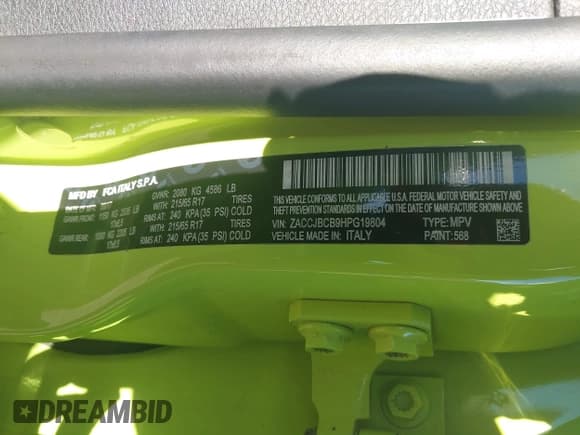 MFD BY FCA ITALY S.P.A.
GVWR: 2080 KG 4586 LB
WITH: 215/65 R17 TIRES
RIMS AT: 240 KPA(35 PSI) COLD
WITH: 215/65 R17 TIRES
RIMS AT: 240 KPA(35 PSI) COLD
THIS VEHICLE CONFORMS TO ALL APPLICABLE U.S.A. FEDERAL MOTOR VEHICLE SAFETY AND
THEFT PREVENTION STANDARDS IN EFFECT ON THE DATE OF MANUFACTURE SHOWN ABOVE.
VIN: ZACCJBCB9HPG19804 TYPE: MPV
VEHICLE MADE IN: ITALY PAINT: 568
DREAMBID